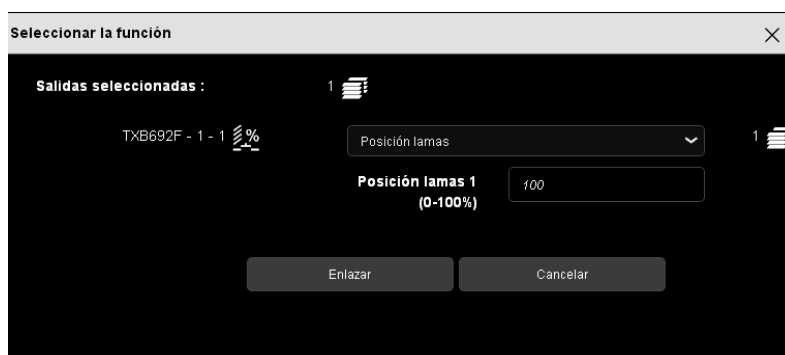 Seleccionar la función
Salidas seleccionadas : 1
TXB692F - 1 - 1 % Posición lamas 1
Posición lamas 1 100
(0-100%)
Enlazar Cancelar